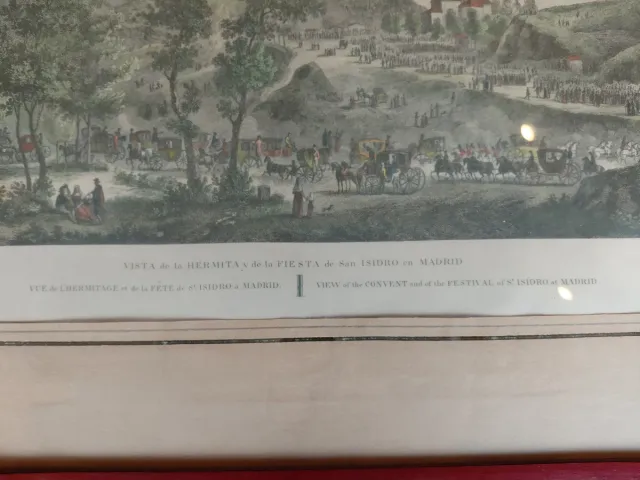 VISTA de la HERMITA y de la FIESTA de San ISIDRO en MADRID
VUE de L'HERMITAGE et de la FÊTE de St. ISIDRO a MADRID.
VIEW of the CONVENT and of the FESTIVAL of St. ISIDRO at MADRID